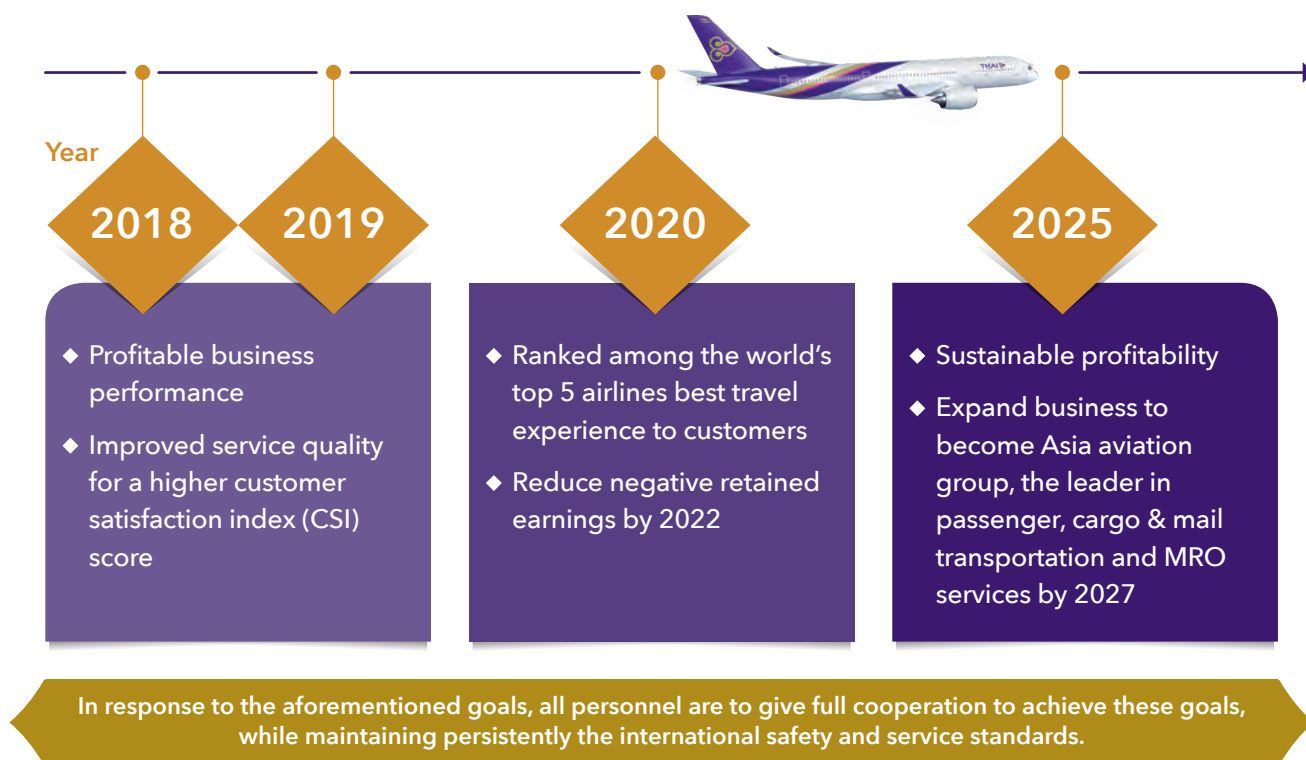 THAI
Year
2018
2019
2020
2025
◆ Profitable business
performance
◆ Improved service quality
for a higher customer
satisfaction index (CSI)
score
◆ Ranked among the world’s
top 5 airlines best travel
experience to customers
◆ Reduce negative retained
earnings by 2022
◆ Sustainable profitability
◆ Expand business to
become Asia aviation
group, the leader in
passenger, cargo & mail
transportation and MRO
services by 2027
In response to the aforementioned goals, all personnel are to give full cooperation to achieve these goals,
while maintaining persistently the international safety and service standards.